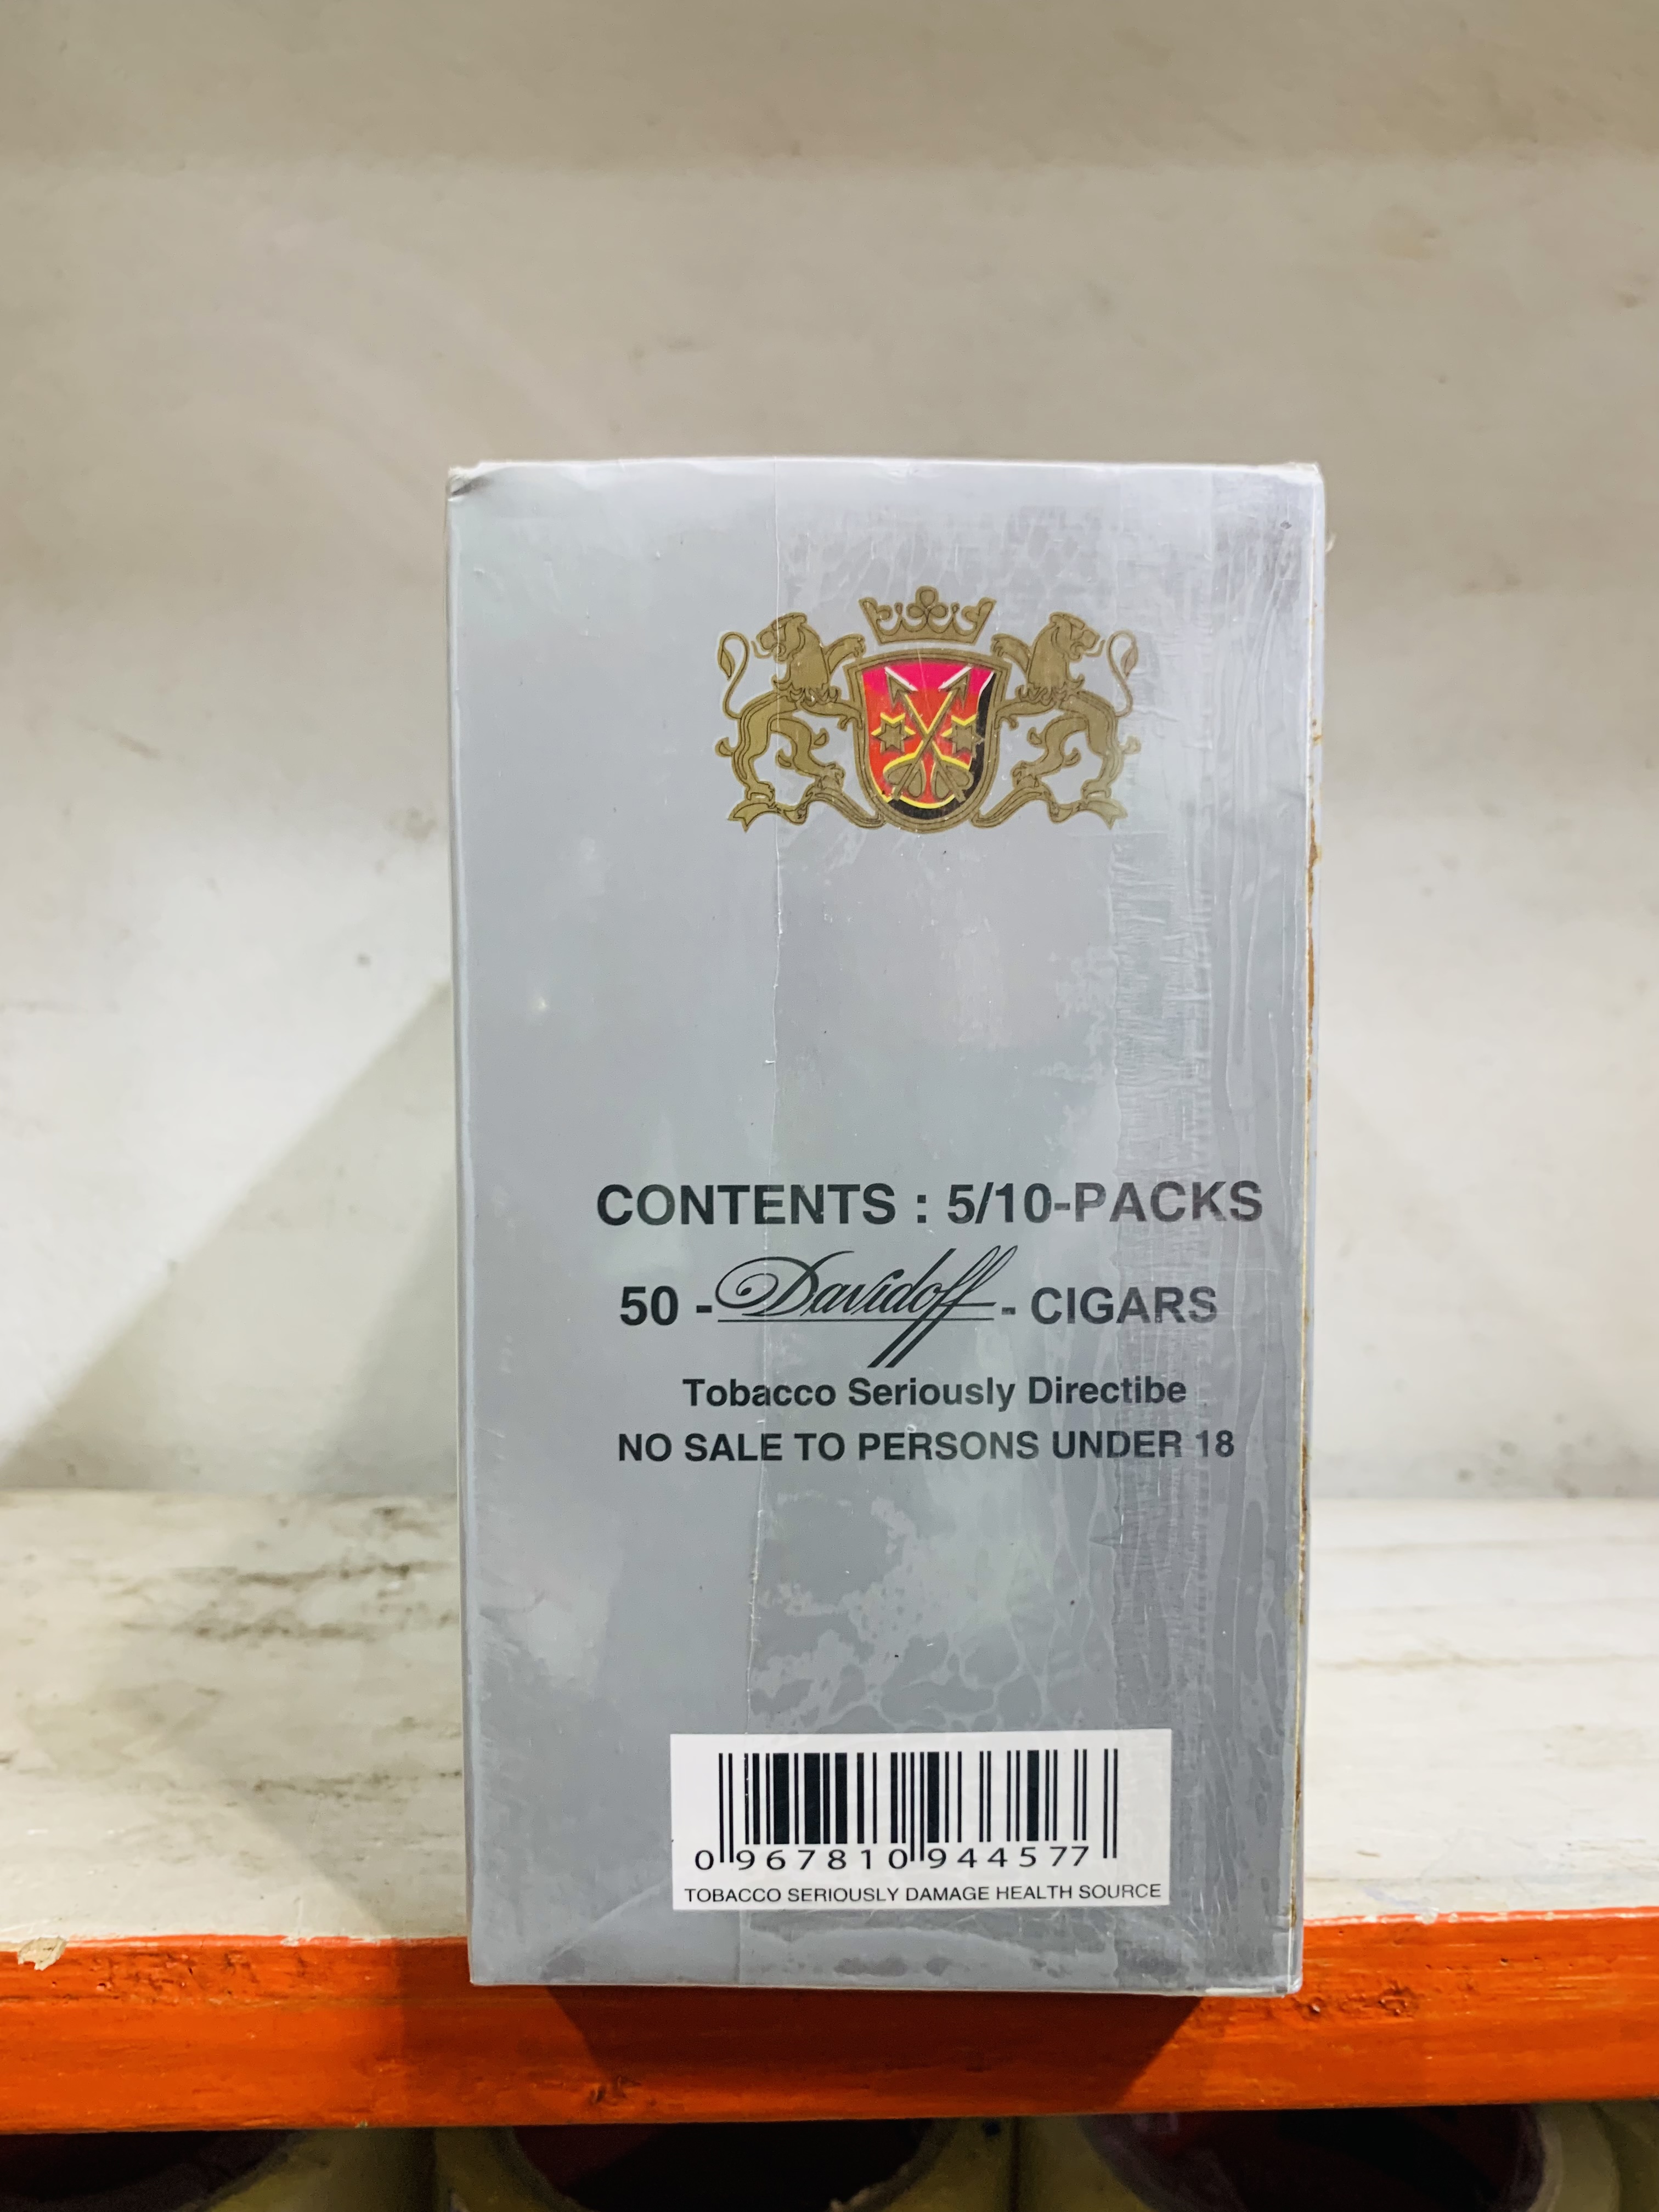 CONTENTS : 5/10-PACKS
50 - Davidoff - CIGARS
Tobacco Seriously Directibe
NO SALE TO PERSONS UNDER 18
0 967810 944577
TOBACCO SERIOUSLY DAMAGE HEALTH SOURCE